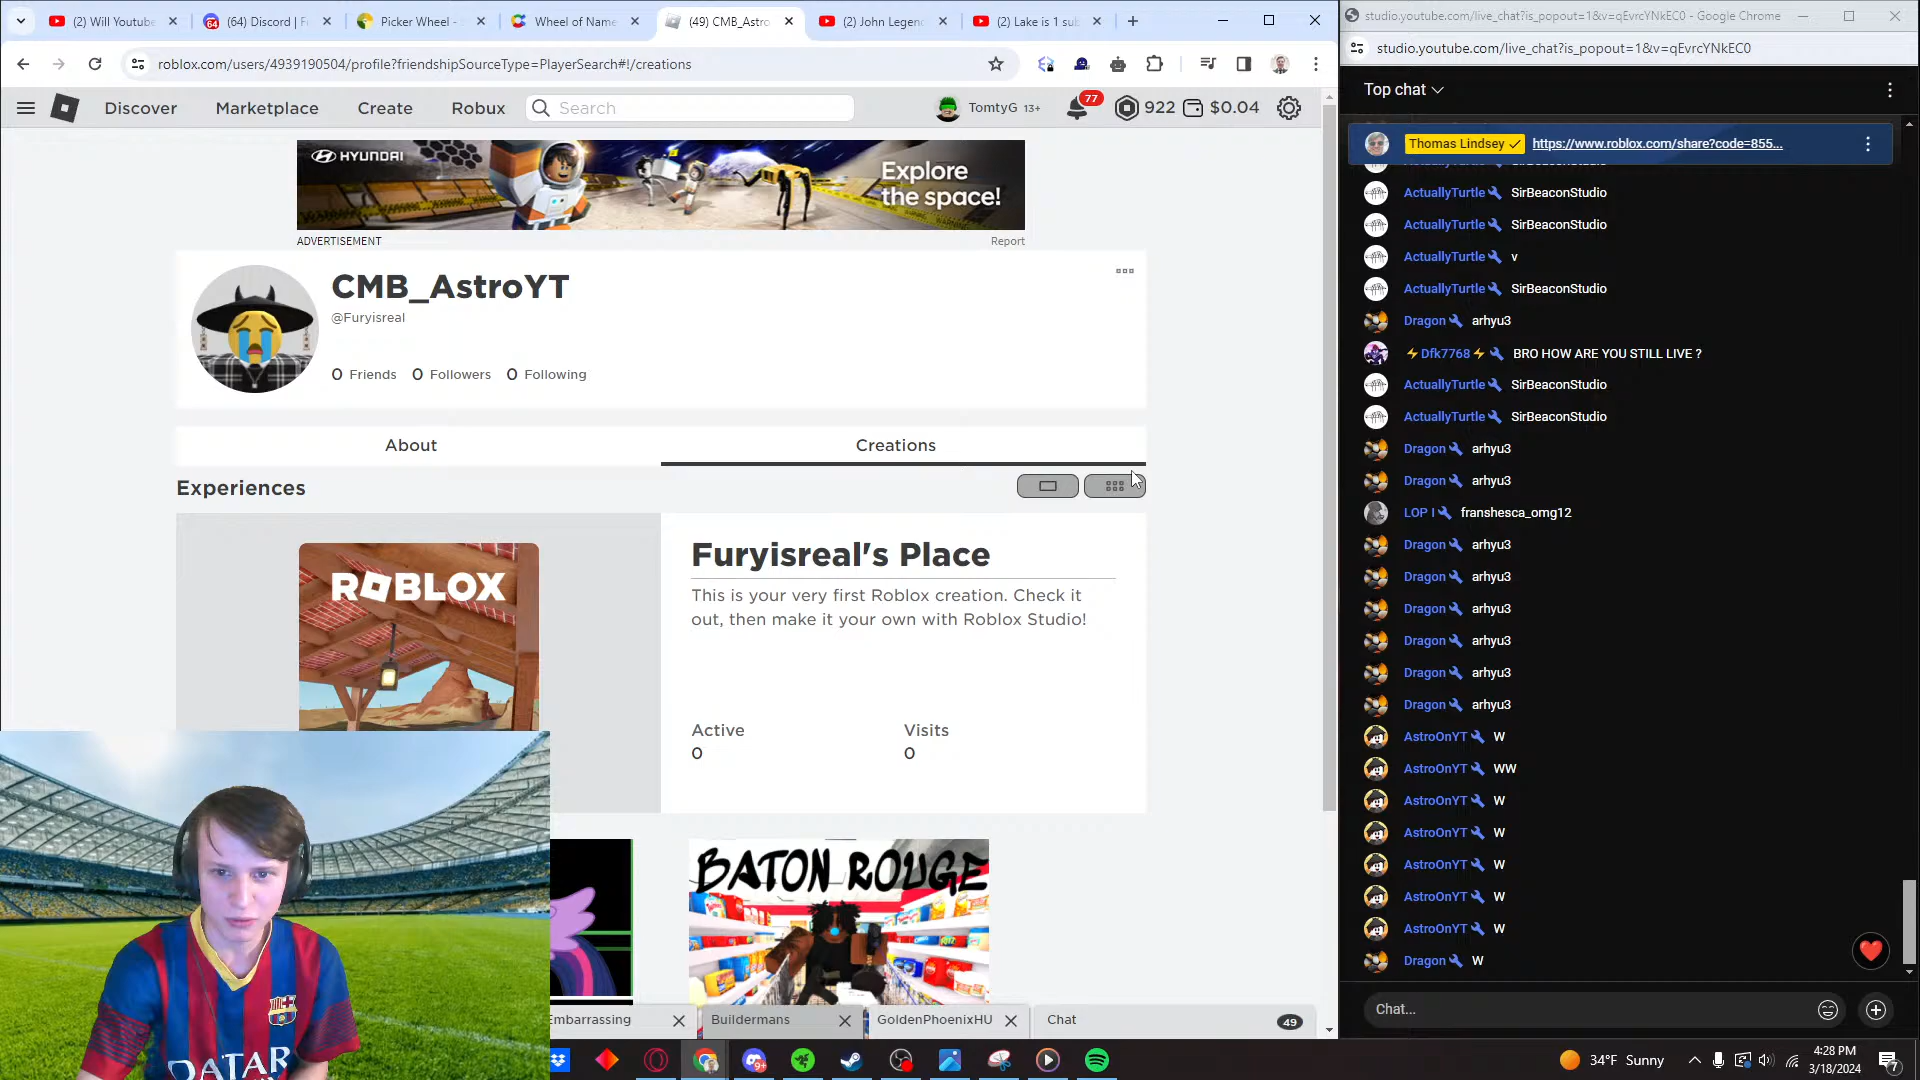 (2) Will Youtube
(64) Discord | F
Picker Wheel -
Wheel of Name
(49) CMB_Astro
(2) John Legen
(2) Lake is 1 sub
roblox.com/users/4939190504/profile?friendshipSourceType=PlayerSearch#!/creations
Discover
Marketplace
Create
Robux
Search
TomtyG 13+
77
922
$0.04
HYUNDAI
Explore
the space!
ADVERTISEMENT
Report
CMB_AstroYT
@Furyisreal
0 Friends 0 Followers 0 Following
About
Creations
Experiences
ROBLOX
Furyisreal's Place
This is your very first Roblox creation. Check it
out, then make it your own with Roblox Studio!
Active
0
Visits
0
BATON ROUGE
QATAR
Embarrassing
Buildermans
GoldenPhoenixHU
Chat
49
studio.youtube.com/live_chat?is_popout=1&v=qEvrcYNkEC0 - Google Chrome
studio.youtube.com/live_chat?is_popout=1&v=qEvrcYNkEC0
Top chat
Thomas Lindsey https://www.roblox.com/share?code=855...
SirBeaconStudio
ActuallyTurtle SirBeaconStudio
ActuallyTurtle SirBeaconStudio
ActuallyTurtle v
ActuallyTurtle SirBeaconStudio
Dragon arhyu3
⚡Dfk7768⚡ BRO HOW ARE YOU STILL LIVE ?
ActuallyTurtle SirBeaconStudio
ActuallyTurtle SirBeaconStudio
Dragon arhyu3
Dragon arhyu3
LOP I franshesca_omg12
Dragon arhyu3
Dragon arhyu3
Dragon arhyu3
Dragon arhyu3
Dragon arhyu3
Dragon arhyu3
AstroOnYT W
AstroOnYT WW
AstroOnYT W
AstroOnYT W
AstroOnYT W
AstroOnYT W
AstroOnYT W
Dragon W
Chat...
9+
34°F Sunny
4:28 PM
3/18/2024
7